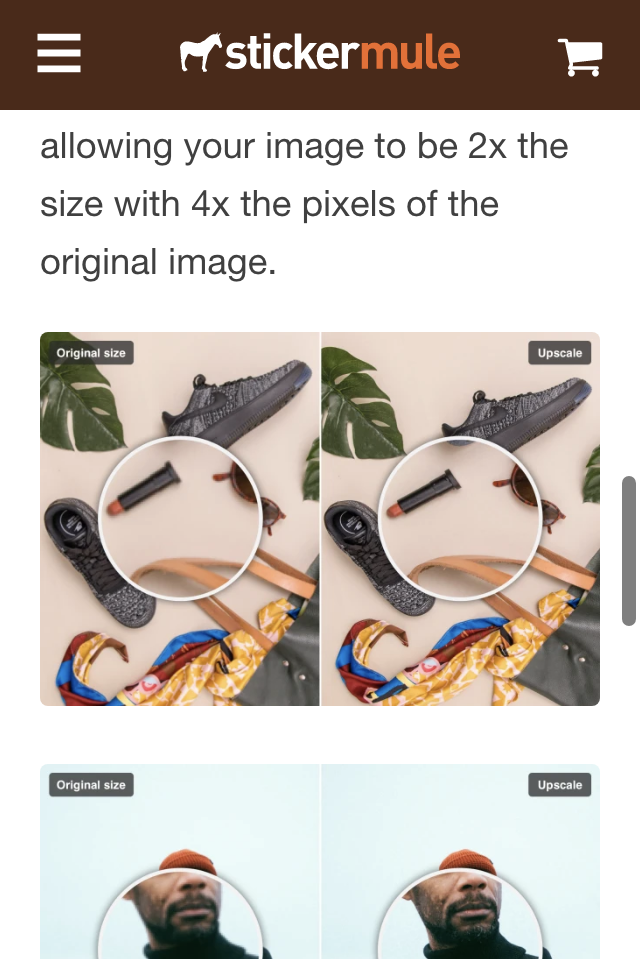 stickermule
allowing your image to be 2x the
size with 4x the pixels of the
original image.
Original size
Upscale
Original size
Upscale